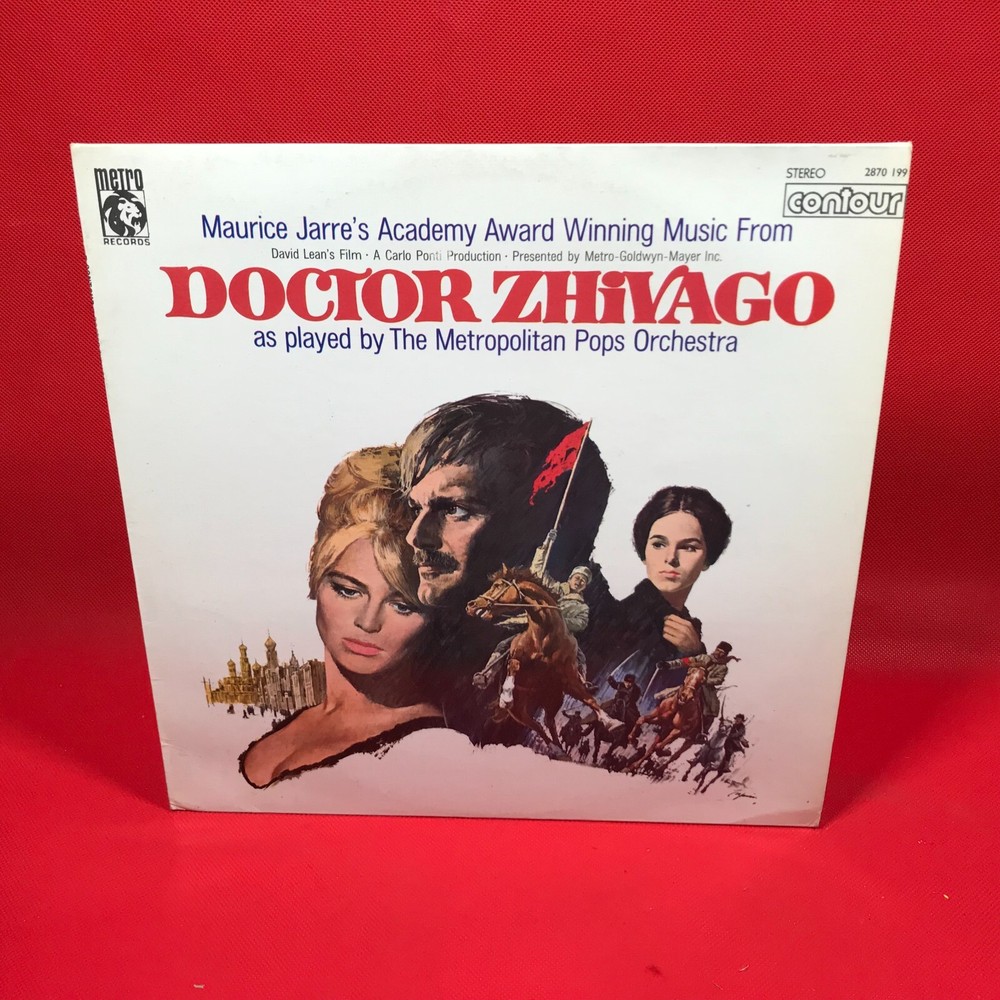 metro
RECORDS
STEREO 2870 199
contour
Maurice Jarre's Academy Award Winning Music From
David Lean's Film · A Carlo Ponti Production · Presented by Metro-Goldwyn-Mayer Inc.
DOCTOR ZHiVAGO
as played by The Metropolitan Pops Orchestra